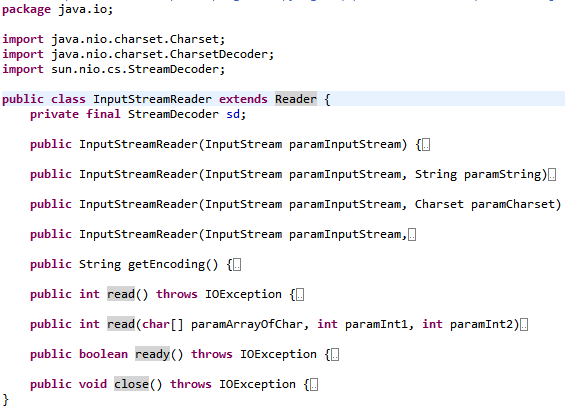 package java.io;
import java.nio.charset.Charset;
import java.nio.charset.CharsetDecoder;
import sun.nio.cs.StreamDecoder;
public class InputStreamReader extends Reader {
private final StreamDecoder sd;
public InputStreamReader(InputStream paramInputStream) {
public InputStreamReader(InputStream paramInputStream, String paramString)
public InputStreamReader(InputStream paramInputStream, Charset paramCharset)
public InputStreamReader(InputStream paramInputStream,
public String getEncoding() {
public int read() throws IOException {
public int read(char[] paramArrayOfChar, int paramInt1, int paramInt2)
public boolean ready() throws IOException {
public void close() throws IOException {
}